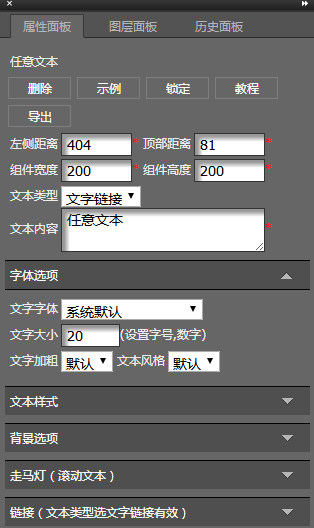 属性面板 图层面板 历史面板
任意文本
删除 示例 锁定 教程
导出
左侧距离 404 * 顶部距离 81 *
组件宽度 200 * 组件高度 200 *
文本类型 文字链接
文本内容 任意文本 *
字体选项
文字字体 系统默认
文字大小 20 (设置字号,数字)
文字加粗 默认 文本风格 默认
文本样式
背景选项
走马灯（滚动文本）
链接（文本类型选文字链接有效）